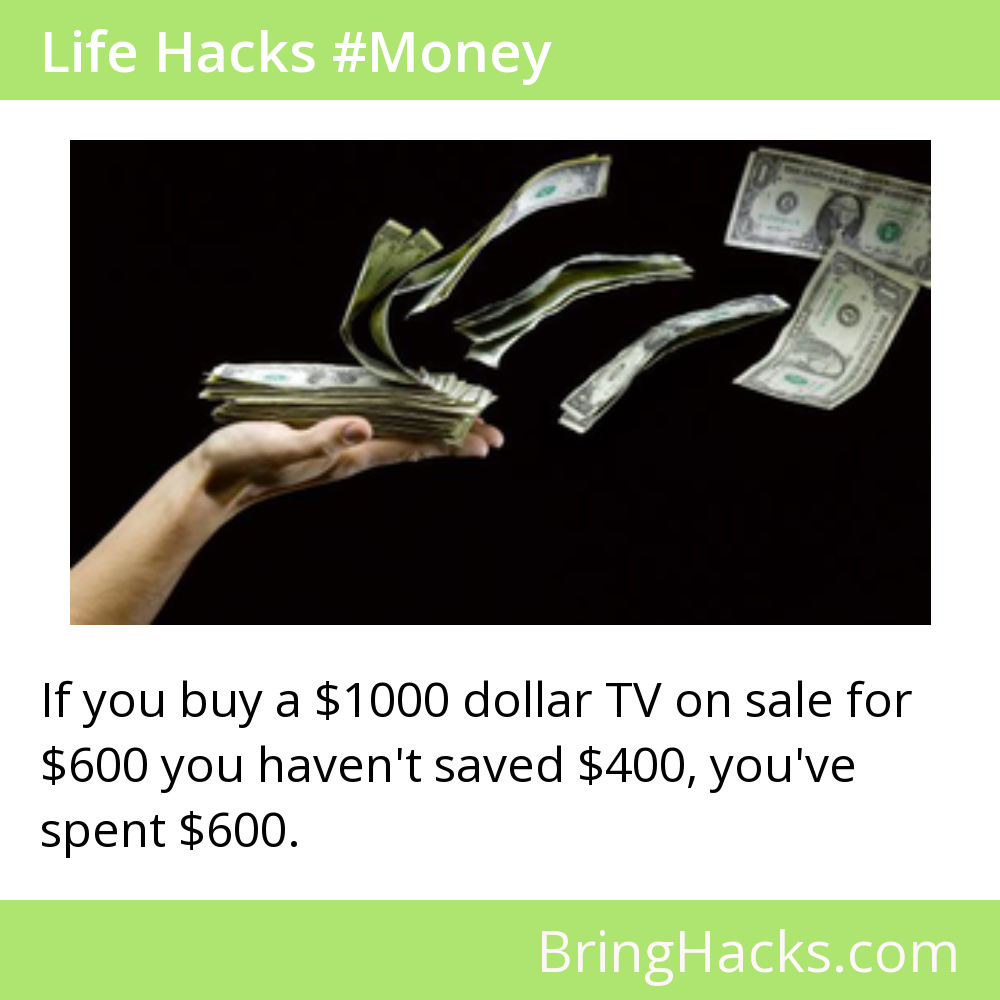 Life Hacks #Money
If you buy a $1000 dollar TV on sale for
$600 you haven't saved $400, you've
spent $600.
BringHacks.com